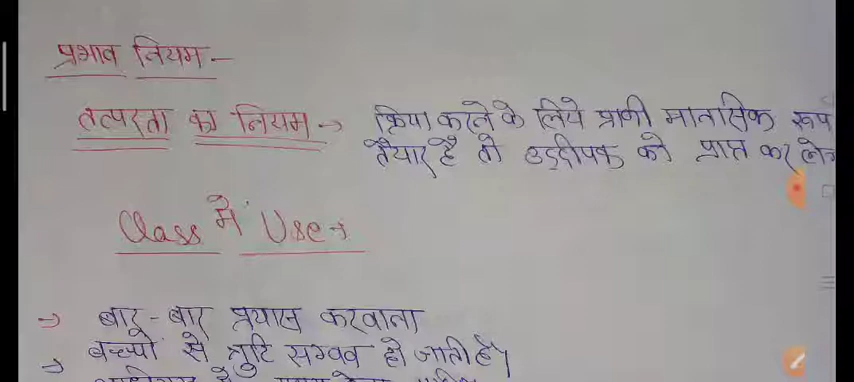 प्रभाव नियम -
तत्परता का नियम → क्रिया करने के लिये प्राणी मानसिक रूप
तैयार है तो उद्दीपक को प्राप्त कर
Class में Use →
→ बार-बार प्रयास करवाना
→ बच्चों से त्रुटि सम्भव हो जाती है।